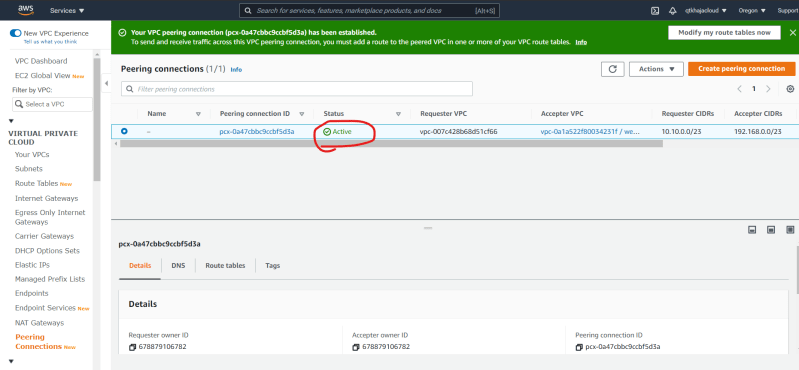 aws
Services ▼
Search for services, features, marketplace products, and docs
[Alt+S]
qtkhajacloud ▼
Oregon ▼
Support
New VPC Experience
Tell us what you think
VPC Dashboard
EC2 Global View New
Filter by VPC:
Select a VPC
VIRTUAL PRIVATE
CLOUD
Your VPCs
Subnets
Route Tables New
Internet Gateways
Egress Only Internet
Gateways
Carrier Gateways
DHCP Options Sets
Elastic IPs
Managed Prefix Lists
Endpoints
Endpoint Services New
NAT Gateways
Peering
Connections New
Your VPC peering connection (pcx-0a47cbbc9ccbf5d3a) has been established.
To send and receive traffic across this VPC peering connection, you must add a route to the peered VPC in one or more of your VPC route tables. Info
Modify my route tables now
Peering connections (1/1) Info
Actions ▼
Create peering connection
Filter peering connections
1
Name
Peering connection ID
Status
Requester VPC
Accepter VPC
Requester CIDRs
Accepter CIDRs
–
pcx-0a47cbbc9ccbf5d3a
Active
vpc-007c428b68d51cf66
vpc-0a1a522f80034231f / we...
10.10.0.0/23
192.168.0.0/23
pcx-0a47cbbc9ccbf5d3a
Details
DNS
Route tables
Tags
Details
Requester owner ID
Accepter owner ID
Peering connection ID
678879106782
678879106782
pcx-0a47cbbc9ccbf5d3a